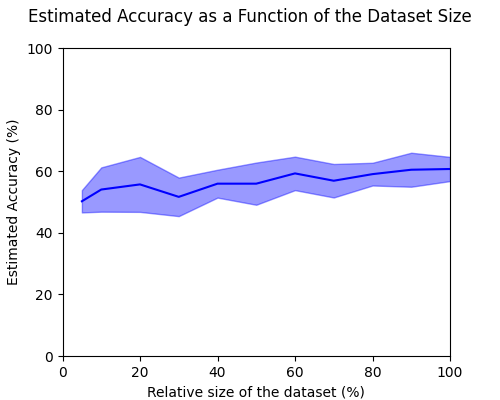 Estimated Accuracy as a Function of the Dataset Size
100
80
60
40
20
0
Estimated Accuracy (%)
0 20 40 60 80 100
Relative size of the dataset (%)